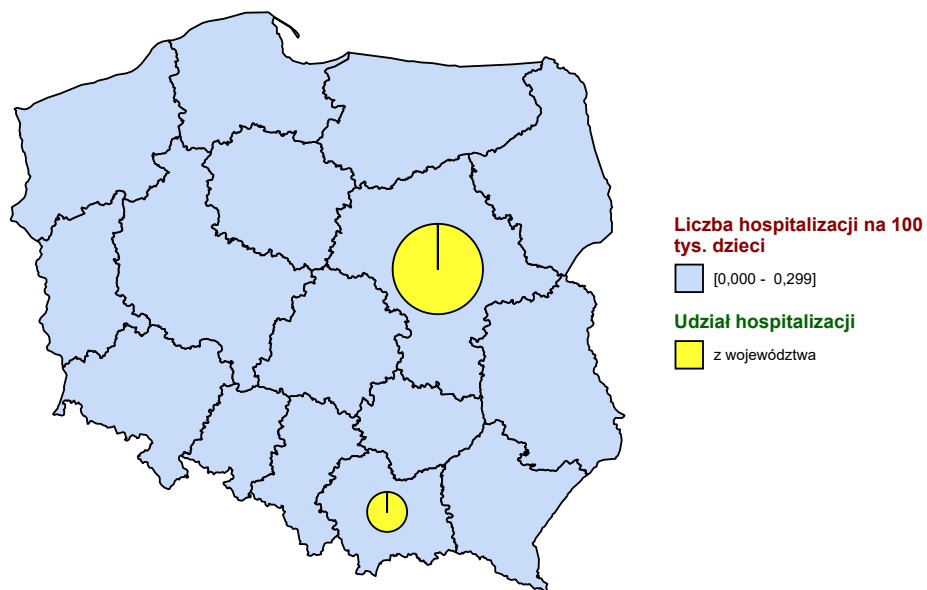 Liczba hospitalizacji na 100
tys. dzieci
[0,000 - 0,299]
Udział hospitalizacji
z województwa